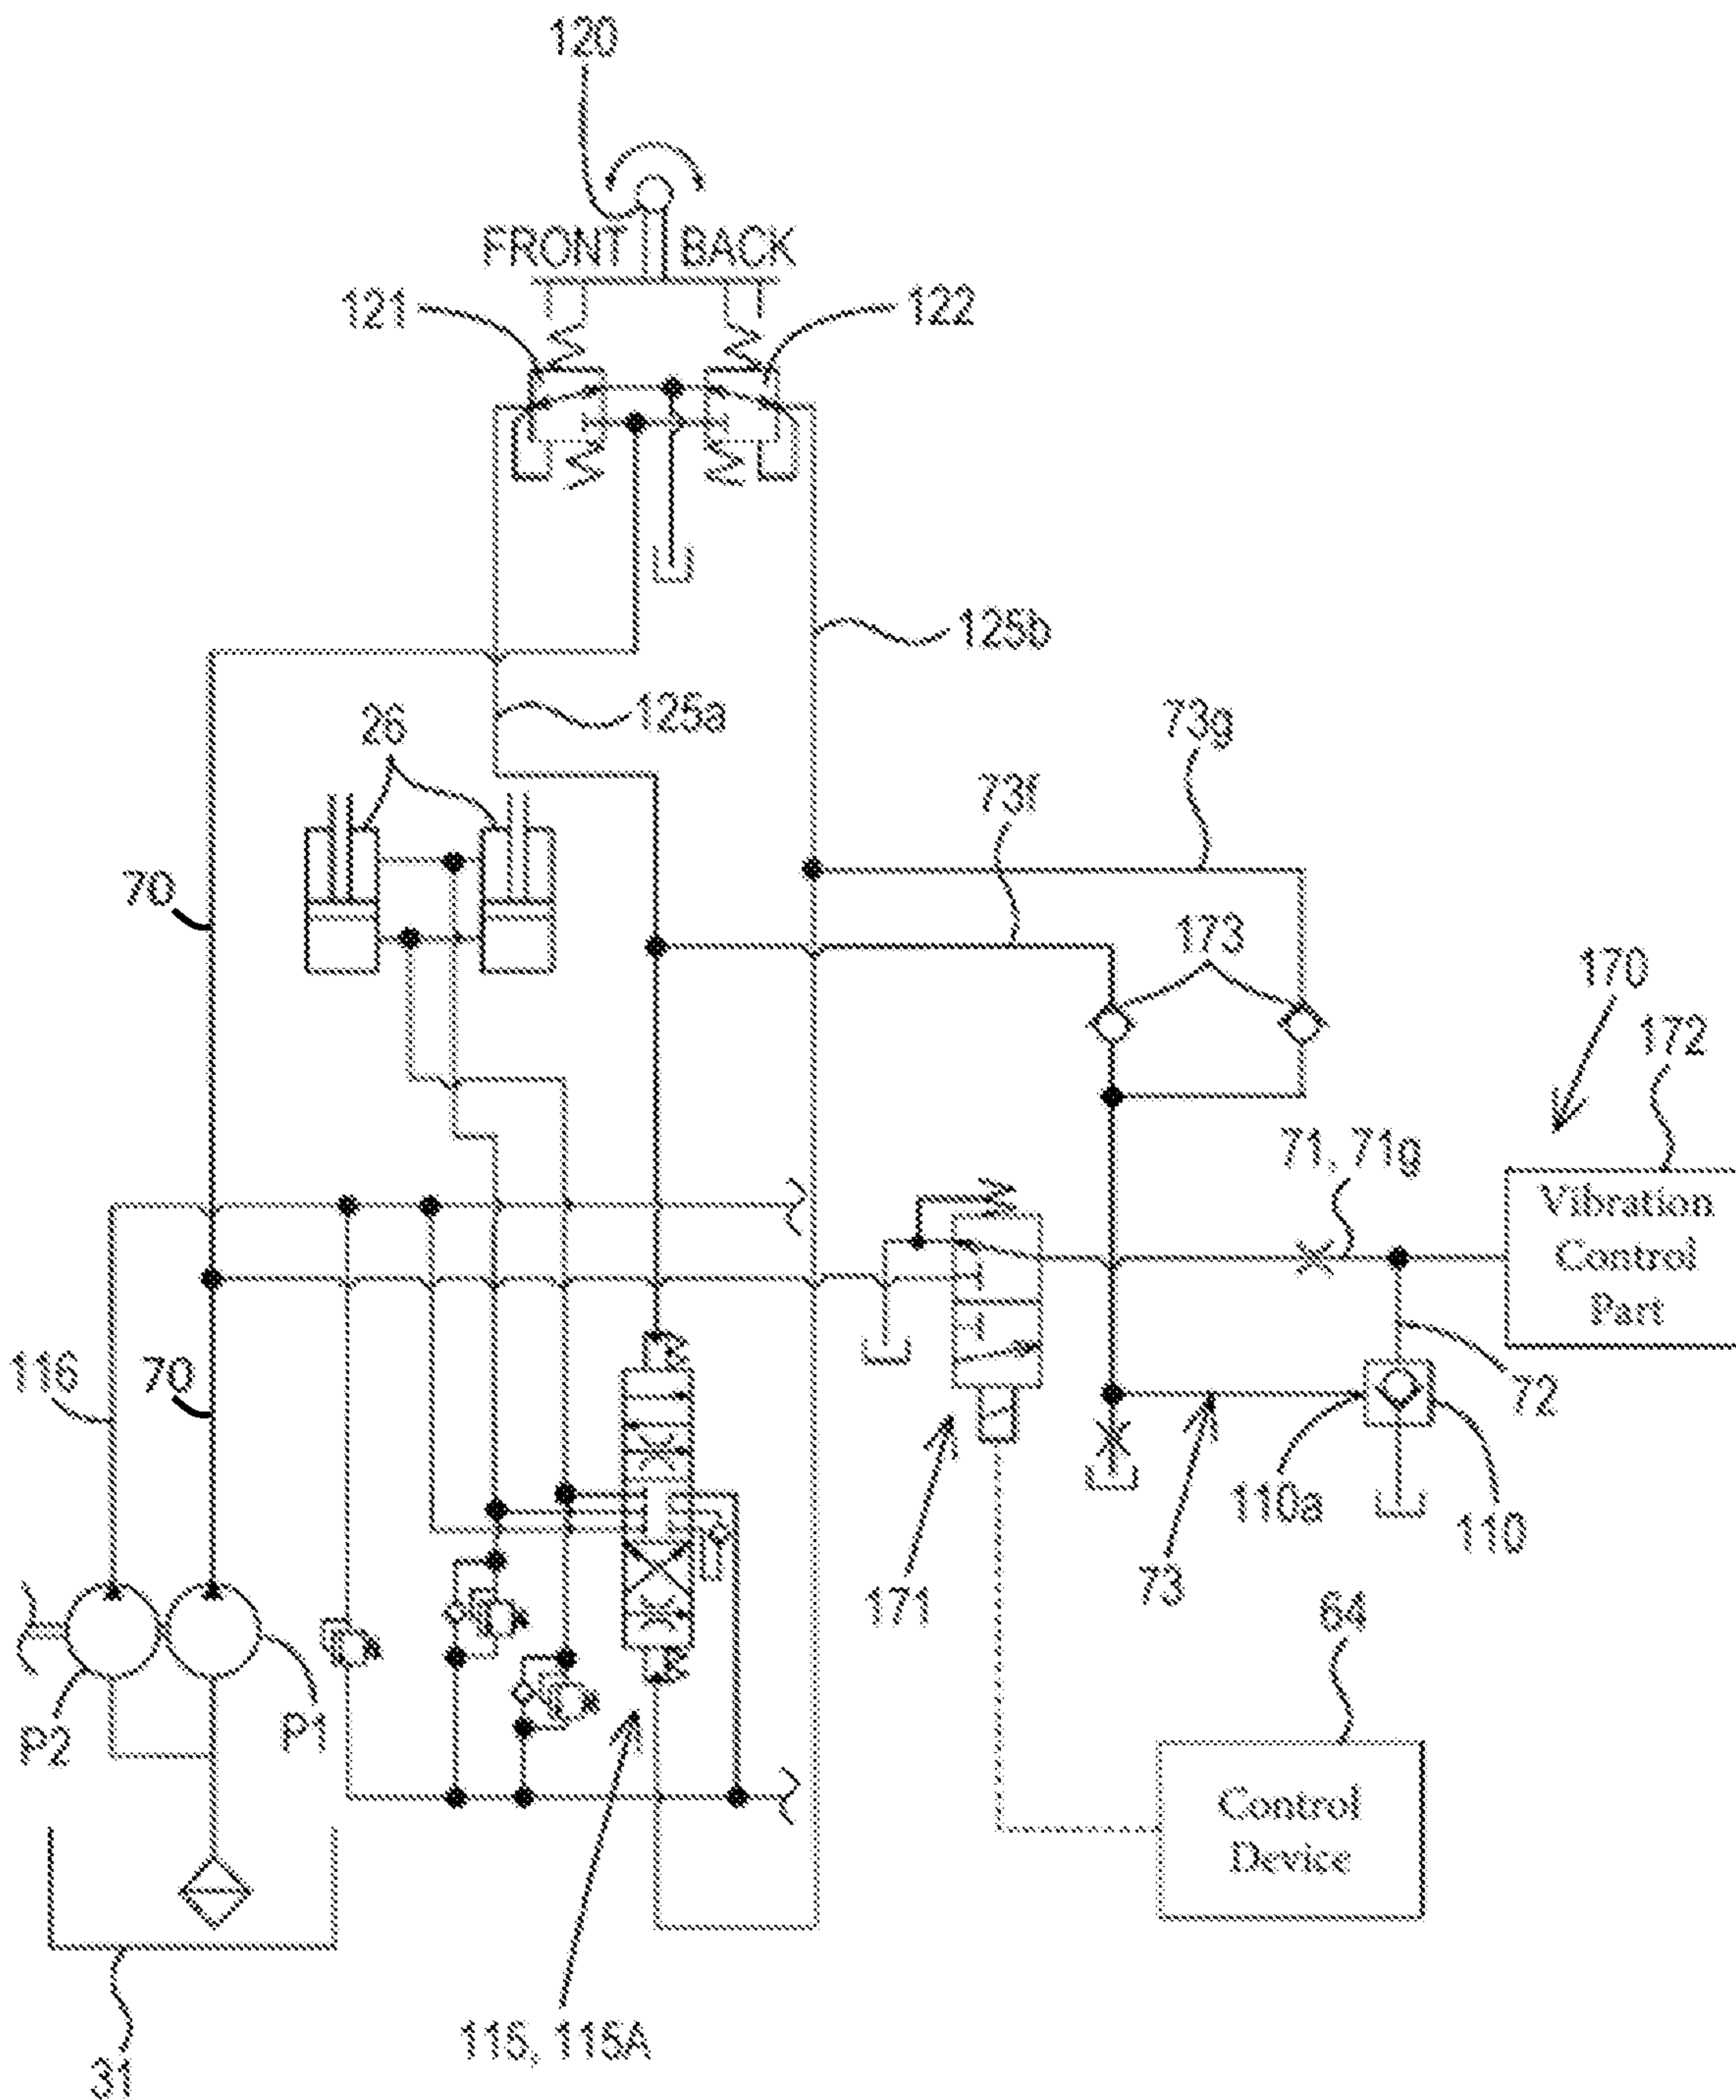 120
FRONT BACK
121
122
125b
125a
26
73g
73f
70
173
170
172
71, 71g
Vibration
Control
Part
116
70
72
110a
110
171
73
64
P2
P1
Control
Device
115, 115A
31